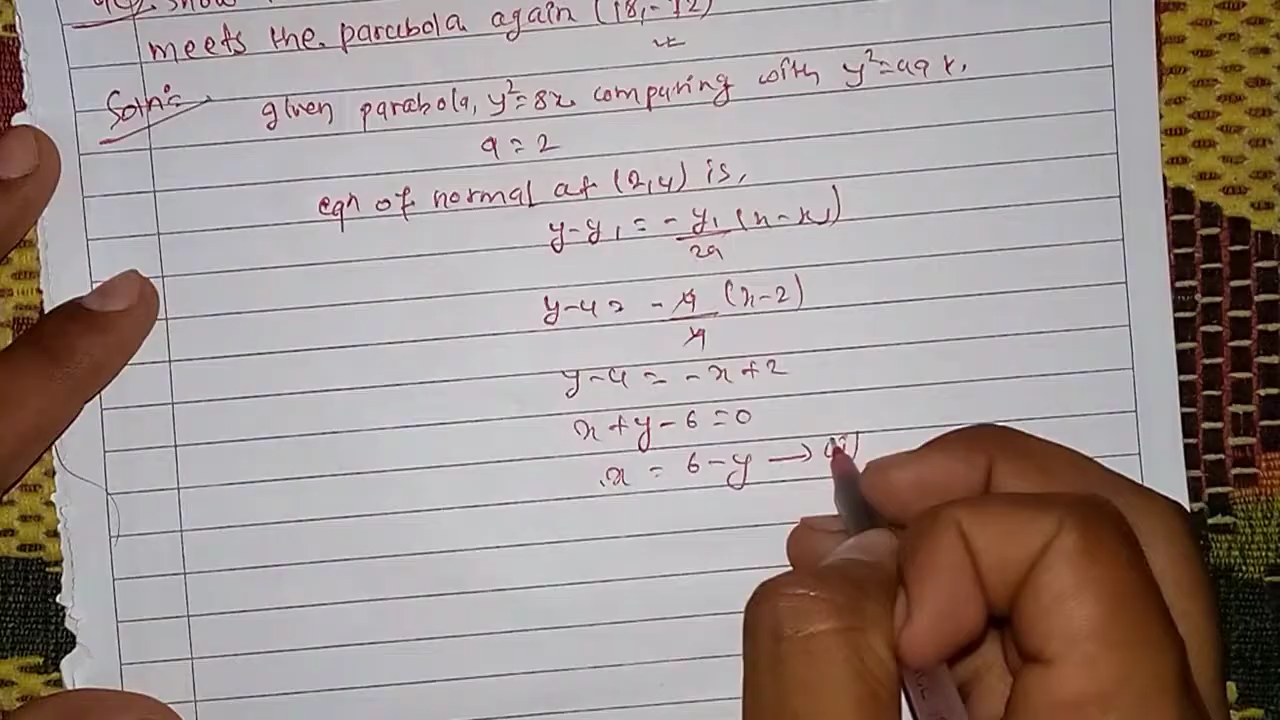 show
meets the parabola again (18,-12)
Soln:-
given parabola, y²=8x comparing with y²=4ax,
a=2
eqn of normal at (2,4) is,
y-y₁ = -y₁/2a (x-x₁)
y-4= -4/4 (x-2)
y-4=-x+2
x+y-6=0
x = 6-y →